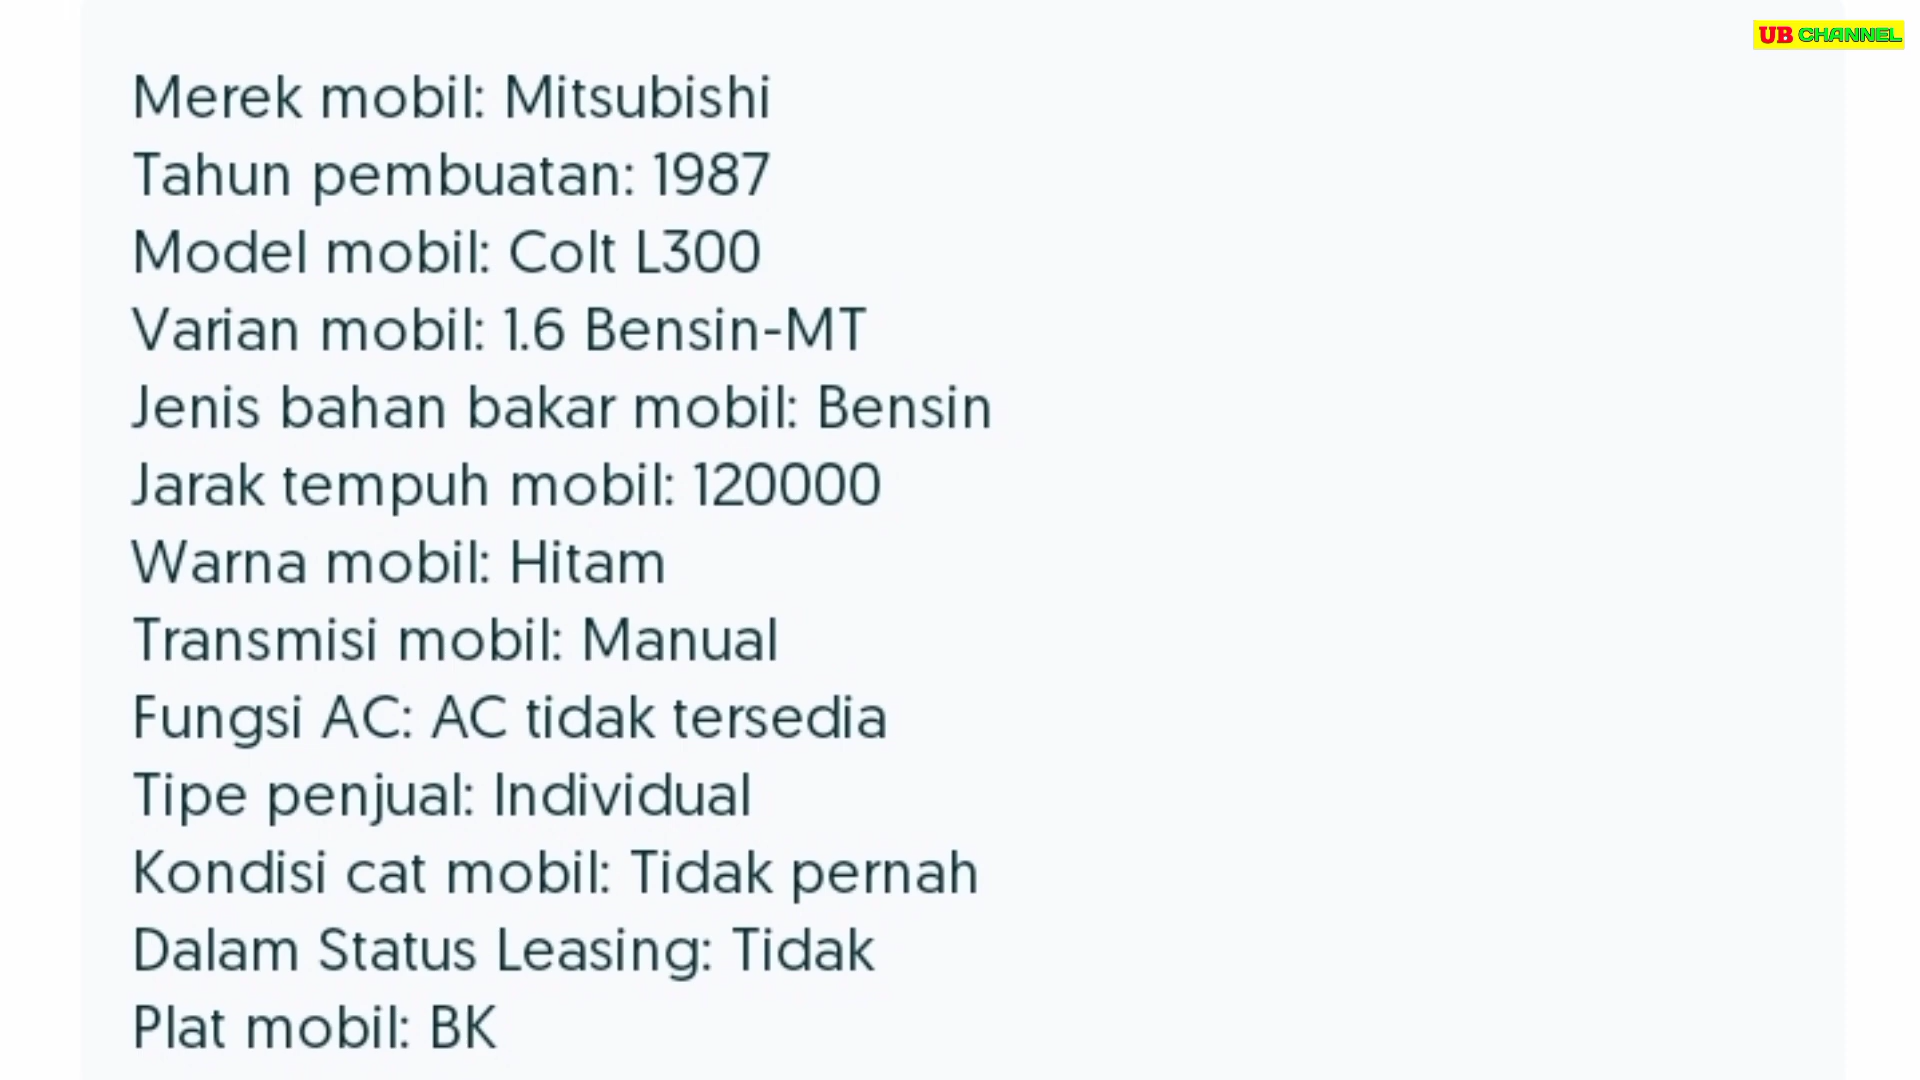 UB CHANNEL
Merek mobil: Mitsubishi
Tahun pembuatan: 1987
Model mobil: Colt L300
Varian mobil: 1.6 Bensin-MT
Jenis bahan bakar mobil: Bensin
Jarak tempuh mobil: 120000
Warna mobil: Hitam
Transmisi mobil: Manual
Fungsi AC: AC tidak tersedia
Tipe penjual: Individual
Kondisi cat mobil: Tidak pernah
Dalam Status Leasing: Tidak
Plat mobil: BK